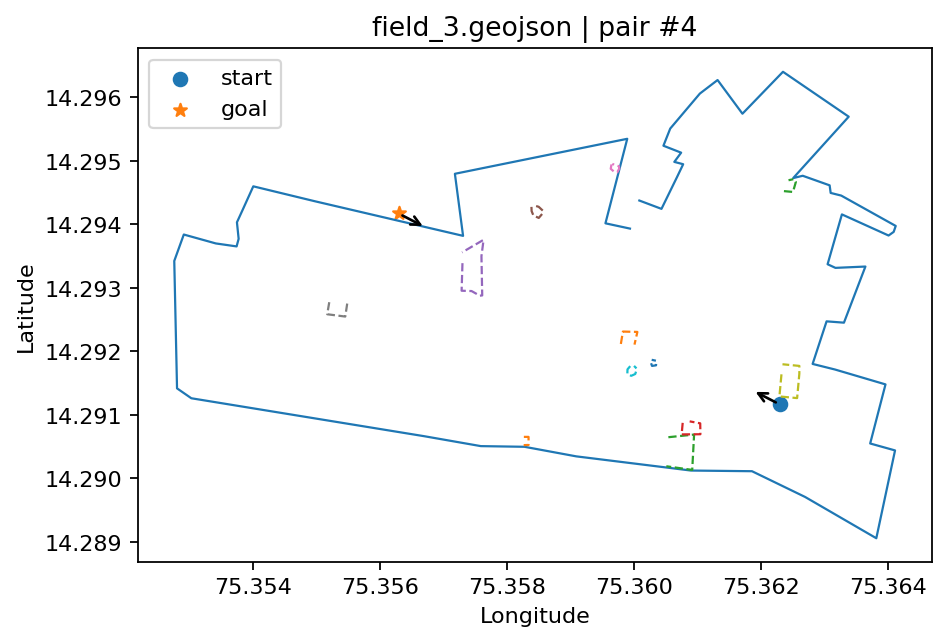 field_3.geojson | pair #4
start
goal
14.296
14.295
14.294
14.293
14.292
14.291
14.290
14.289
Latitude
75.354 75.356 75.358 75.360 75.362 75.364
Longitude